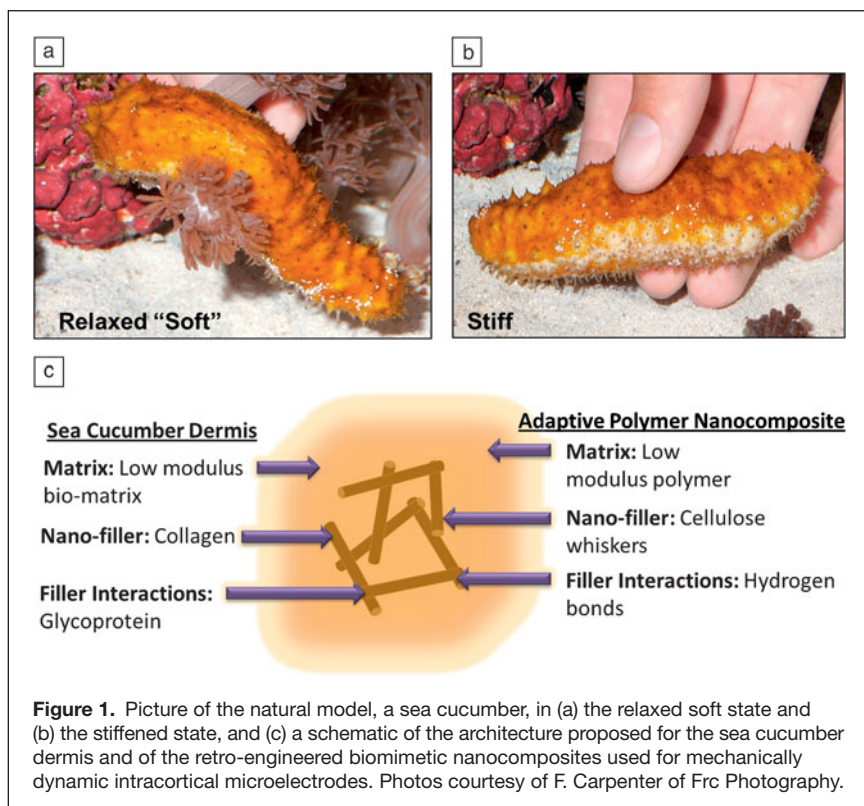 a
b
Relaxed “Soft”
Stiff
c
Sea Cucumber Dermis
Matrix: Low modulus
bio-matrix
Nano-filler: Collagen
Filler Interactions:
Glycoprotein
Adaptive Polymer Nanocomposite
Matrix: Low
modulus polymer
Nano-filler: Cellulose
whiskers
Filler Interactions: Hydrogen
bonds
Figure 1. Picture of the natural model, a sea cucumber, in (a) the relaxed soft state and
(b) the stiffened state, and (c) a schematic of the architecture proposed for the sea cucumber
dermis and of the retro-engineered biomimetic nanocomposites used for mechanically
dynamic intracortical microelectrodes. Photos courtesy of F. Carpenter of Frc Photography.